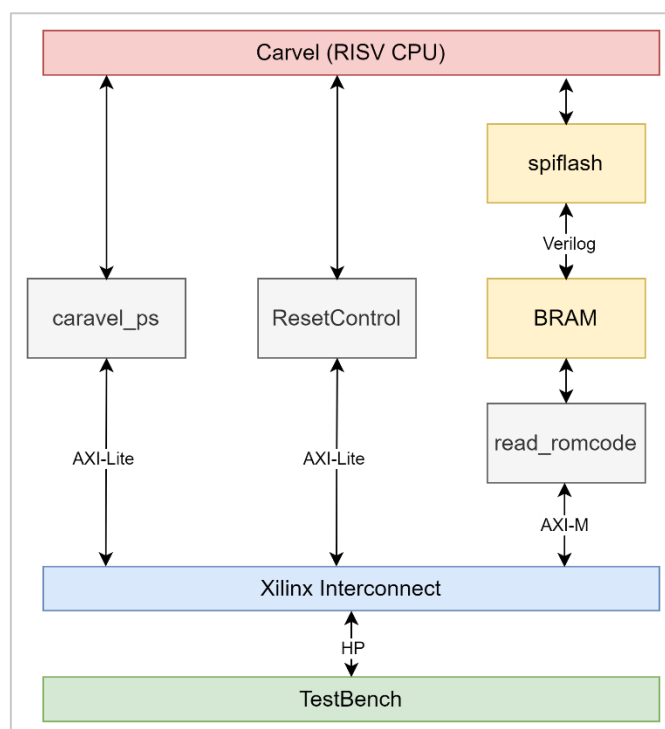 Carvel (RISV CPU)
spiflash
Verilog
caravel_ps
ResetControl
BRAM
read_romcode
AXI-Lite
AXI-Lite
AXI-M
Xilinx Interconnect
HP
TestBench